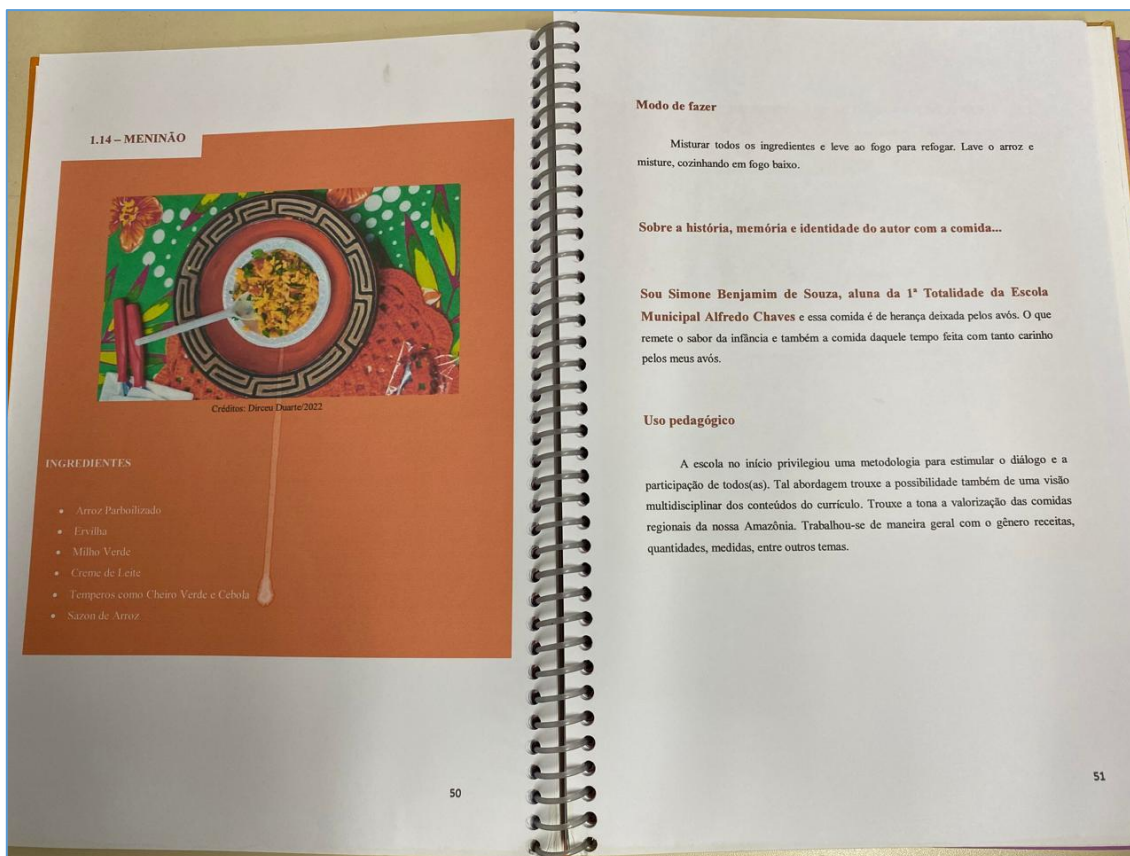 1.14 – MENINÃO
Créditos: Dirceu Duarte/2022
INGREDIENTES
• Arroz Parboilizado
• Ervilha
• Milho Verde
• Creme de Leite
• Temperos como Cheiro Verde e Cebola
• Sazon de Arroz
50
Modo de fazer
Misturar todos os ingredientes e leve ao fogo para refogar. Lave o arroz e
misture, cozinhando em fogo baixo.
Sobre a história, memória e identidade do autor com a comida...
Sou Simone Benjamim de Souza, aluna da 1ª Totalidade da Escola
Municipal Alfredo Chaves e essa comida é de herança deixada pelos avós. O que
remete o sabor da infância e também a comida daquele tempo feita com tanto carinho
pelos meus avós.
Uso pedagógico
A escola no início privilegiou uma metodologia para estimular o diálogo e a
participação de todos(as). Tal abordagem trouxe a possibilidade também de uma visão
multidisciplinar dos conteúdos do currículo. Trouxe a tona a valorização das comidas
regionais da nossa Amazônia. Trabalhou-se de maneira geral com o gênero receitas,
quantidades, medidas, entre outros temas.
51